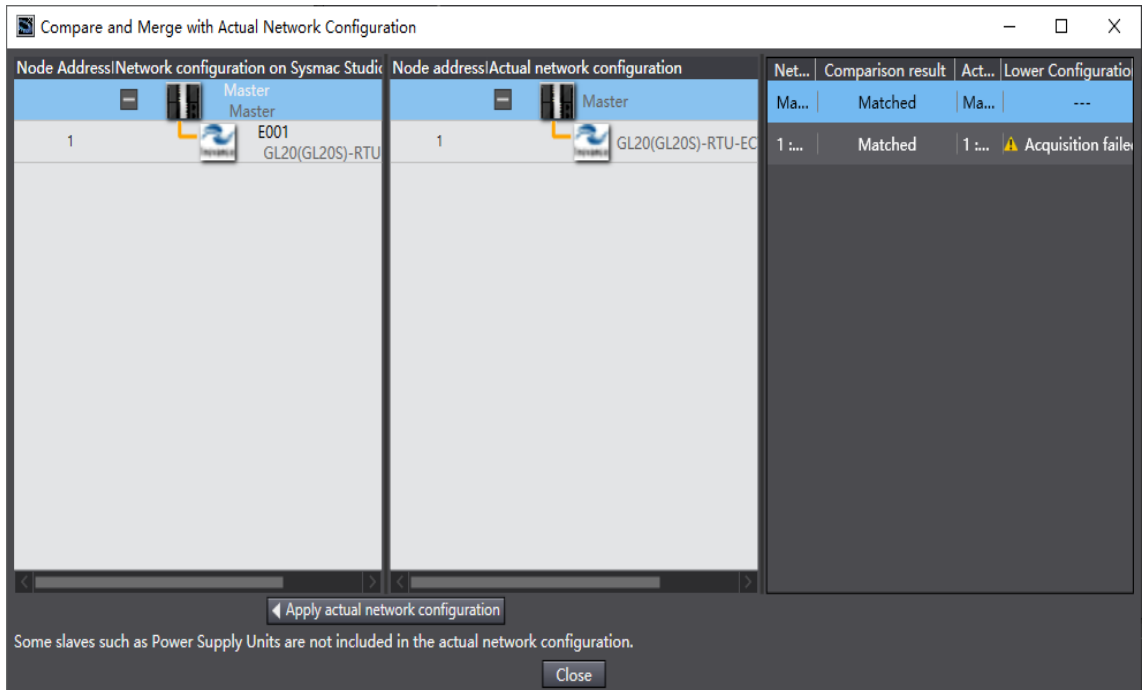 Compare and Merge with Actual Network Configuration
Node Address|Network configuration on Sysmac Studio Node address|Actual network configuration Net... Comparison result Act... Lower Configuratio
Master Master Ma... Matched Ma... ---
Master
1 E001 1 GL20(GL20S)-RTU-EC 1 :... Matched 1 :... Acquisition faile
GL20(GL20S)-RTU
Apply actual network configuration
Some slaves such as Power Supply Units are not included in the actual network configuration.
Close